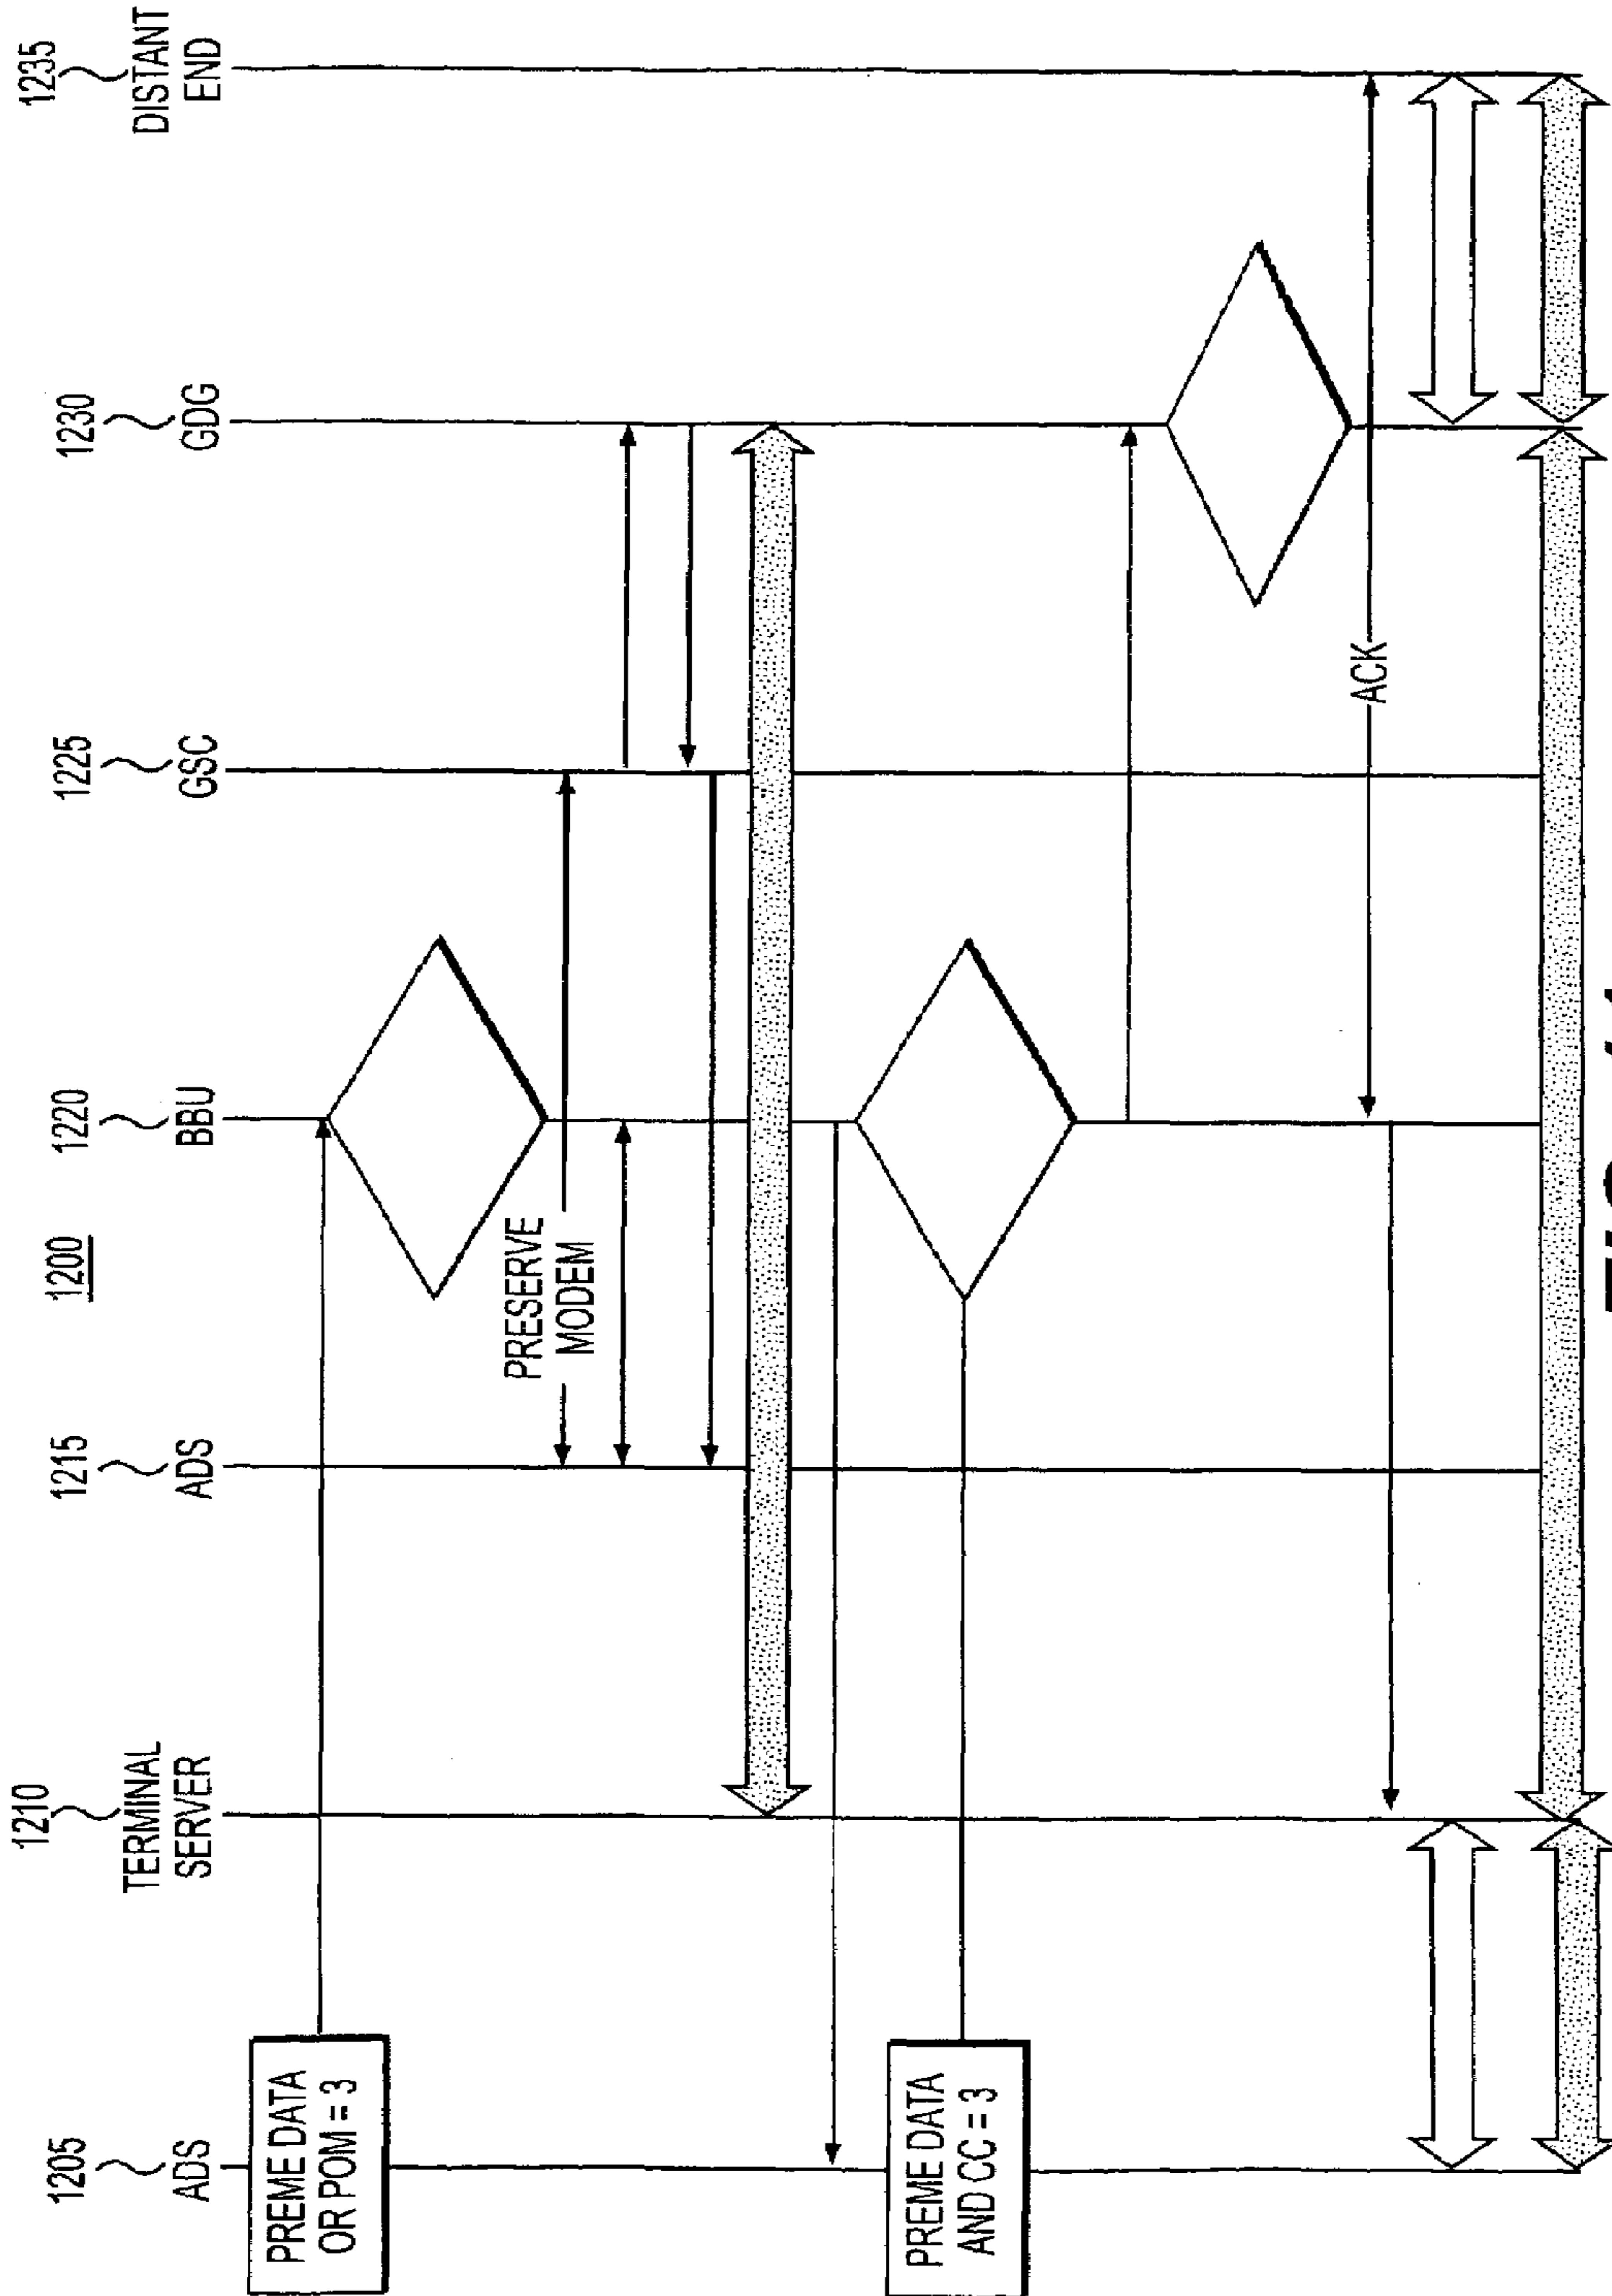 1200
1205
ADS
1210
TERMINAL
SERVER
1215
ADS
1220
BBU
1225
GSC
1230
GDG
1235
DISTANT
END
PREME DATA
OR POM = 3
PRESERVE
MODEM
PREME DATA
AND CC = 3
ACK